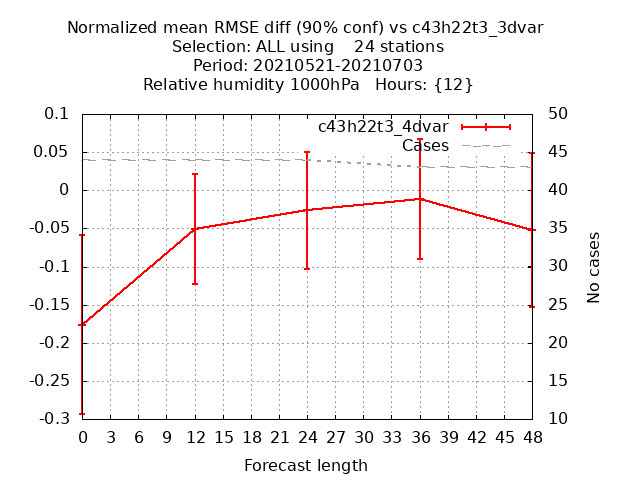 Normalized mean RMSE diff (90% conf) vs c43h22t3_3dvar
Selection: ALL using    24 stations
Period: 20210521-20210703
Relative humidity 1000hPa   Hours: {12}
c43h22t3_4dvar
Cases
0.1
0.05
0
-0.05
-0.1
-0.15
-0.2
-0.25
-0.3
50
45
40
35
30
25
20
15
10
No cases
0 3 6 9 12 15 18 21 24 27 30 33 36 39 42 45 48
Forecast length